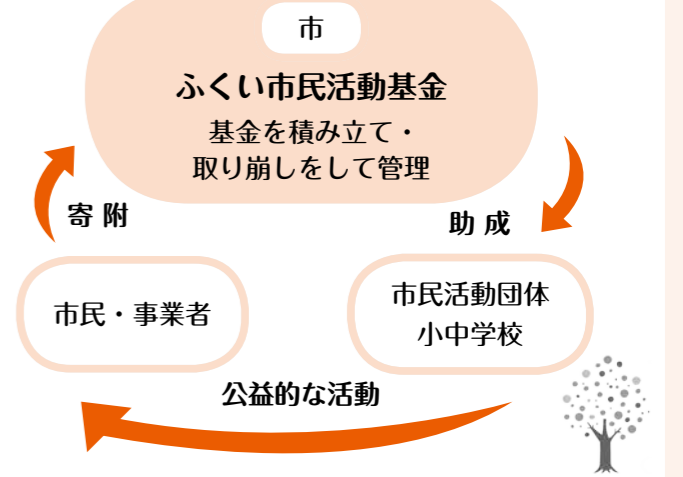 市
ふくい市民活動基金
基金を積み立て・
取り崩しをして管理
寄附
助成
市民・事業者
市民活動団体
小中学校
公益的な活動